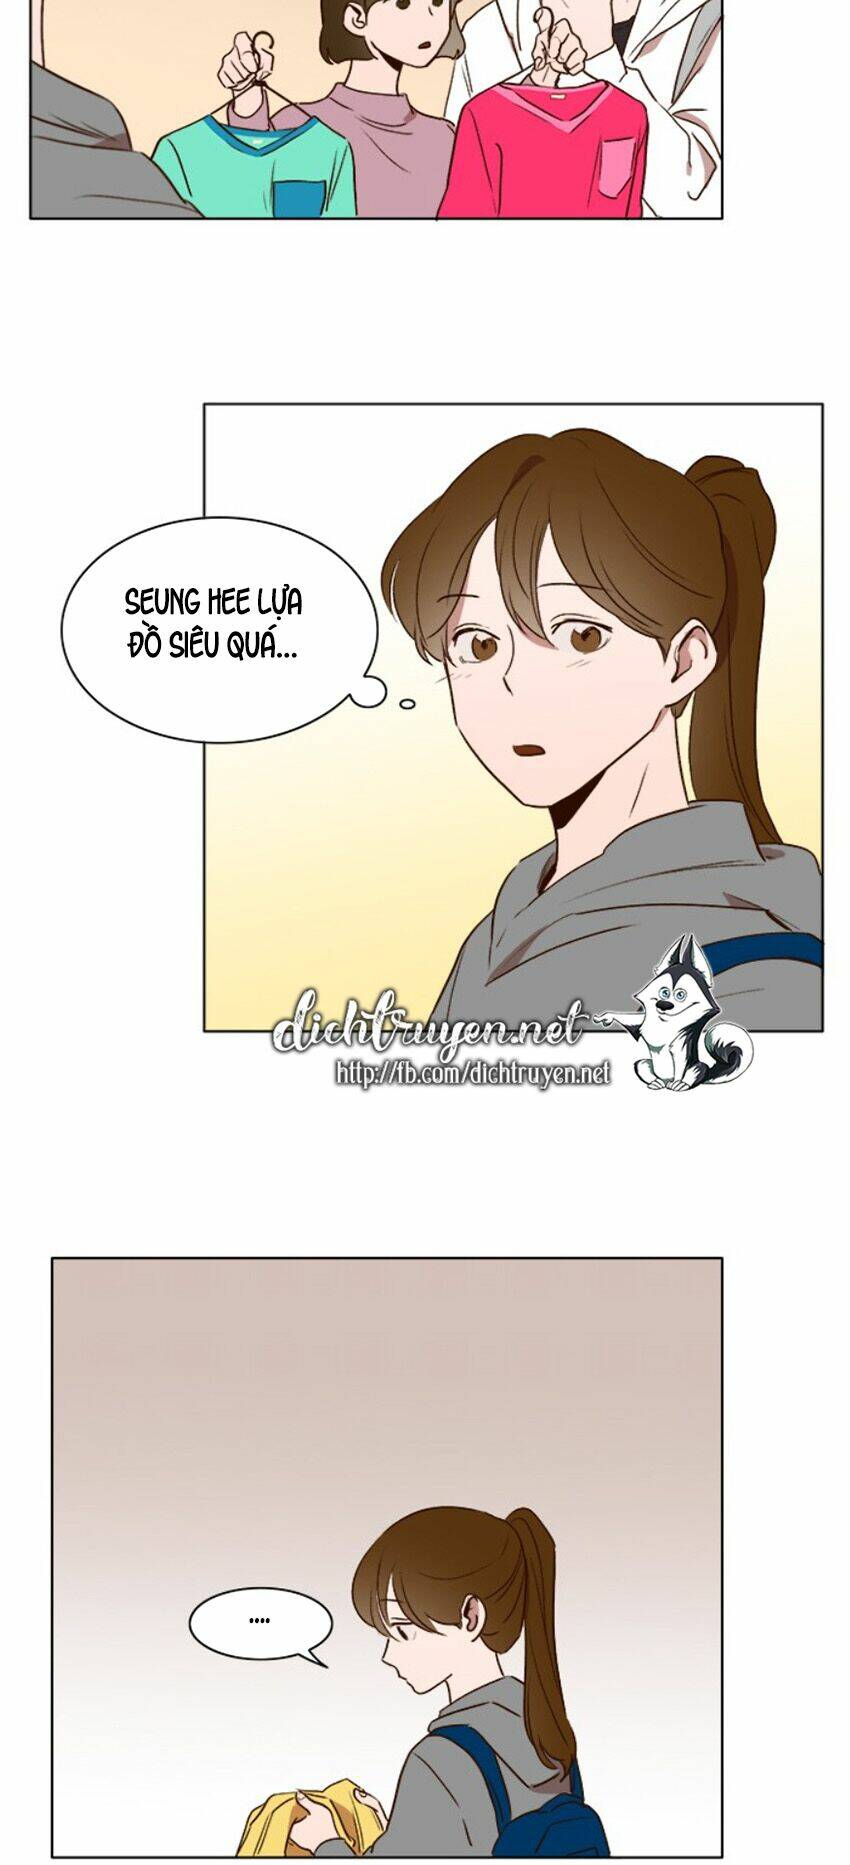 SEUNG HEE LỰA
ĐỒ SIÊU QUÁ...
dichtruyen.net
http://fb.com/dichtruyen.net
....